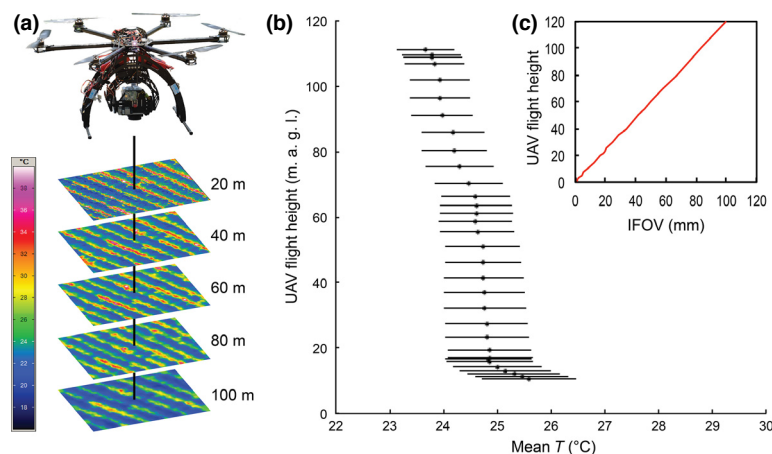 (a)
°C
38
36
34
32
30
28
26
24
22
20
18
20 m
40 m
60 m
80 m
100 m
(b)
UAV flight height (m. a. g. l.)
120
100
80
60
40
20
0
22 23 24 25 26 27 28 29 30
Mean T (°C)
(c)
UAV flight height
120
100
80
60
40
20
0
0 20 40 60 80 100 120
IFOV (mm)